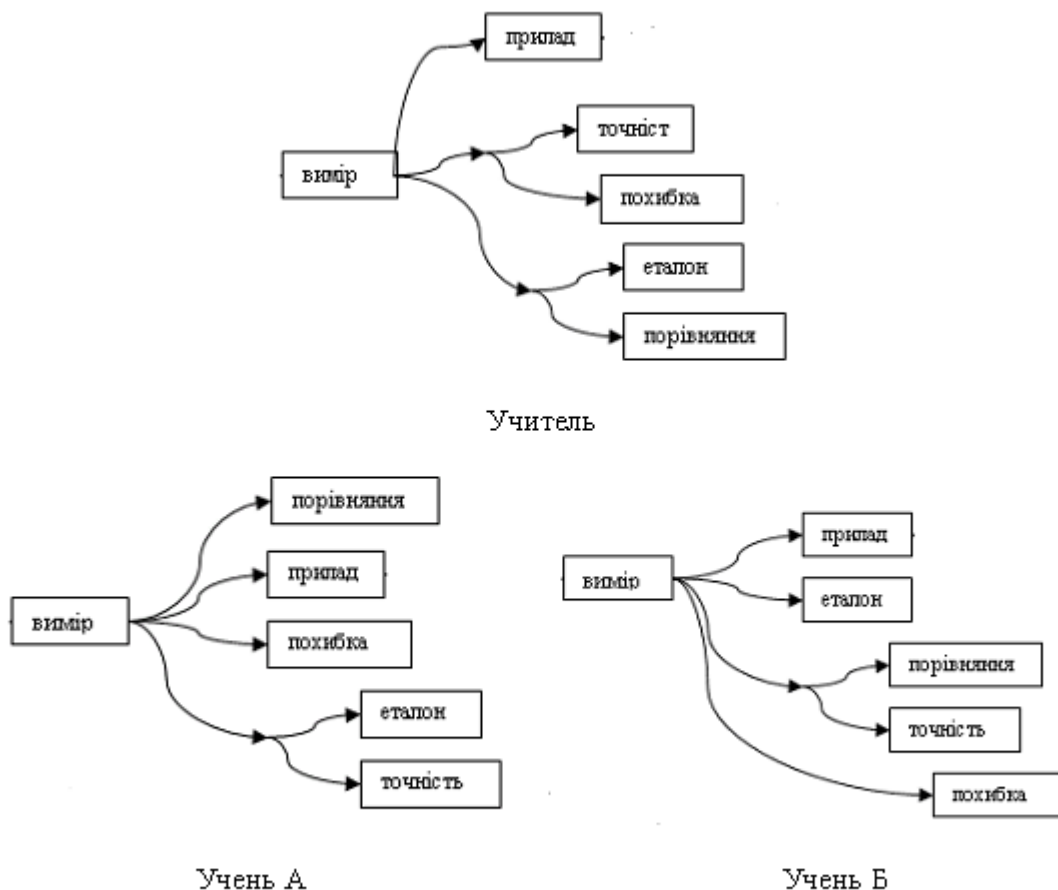 прилад
точніст
вимір
похибка
еталон
порівняння
Учитель
порівняння
прилад
вимір
похибка
еталон
точність
Учень А
прилад
вимір
еталон
порівняння
точність
похибка
Учень Б